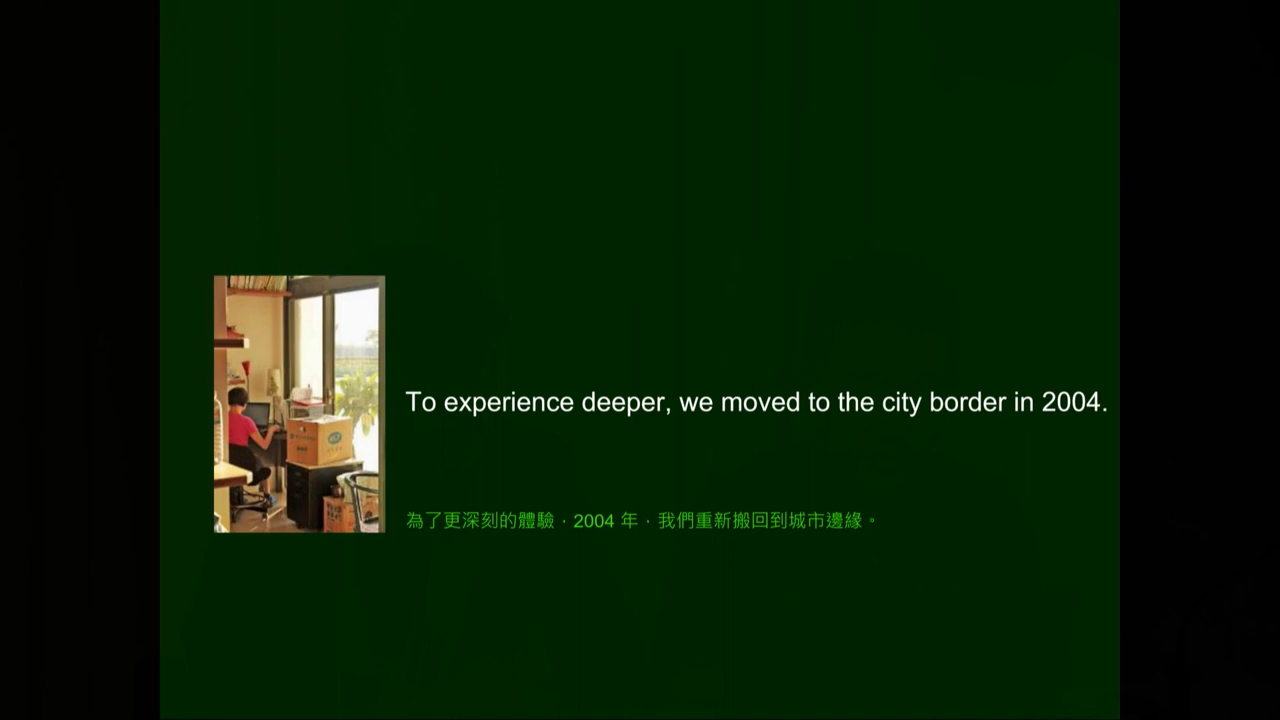 To experience deeper, we moved to the city border in 2004.
為了更深刻的體驗，2004 年，我們重新搬回到城市邊緣。